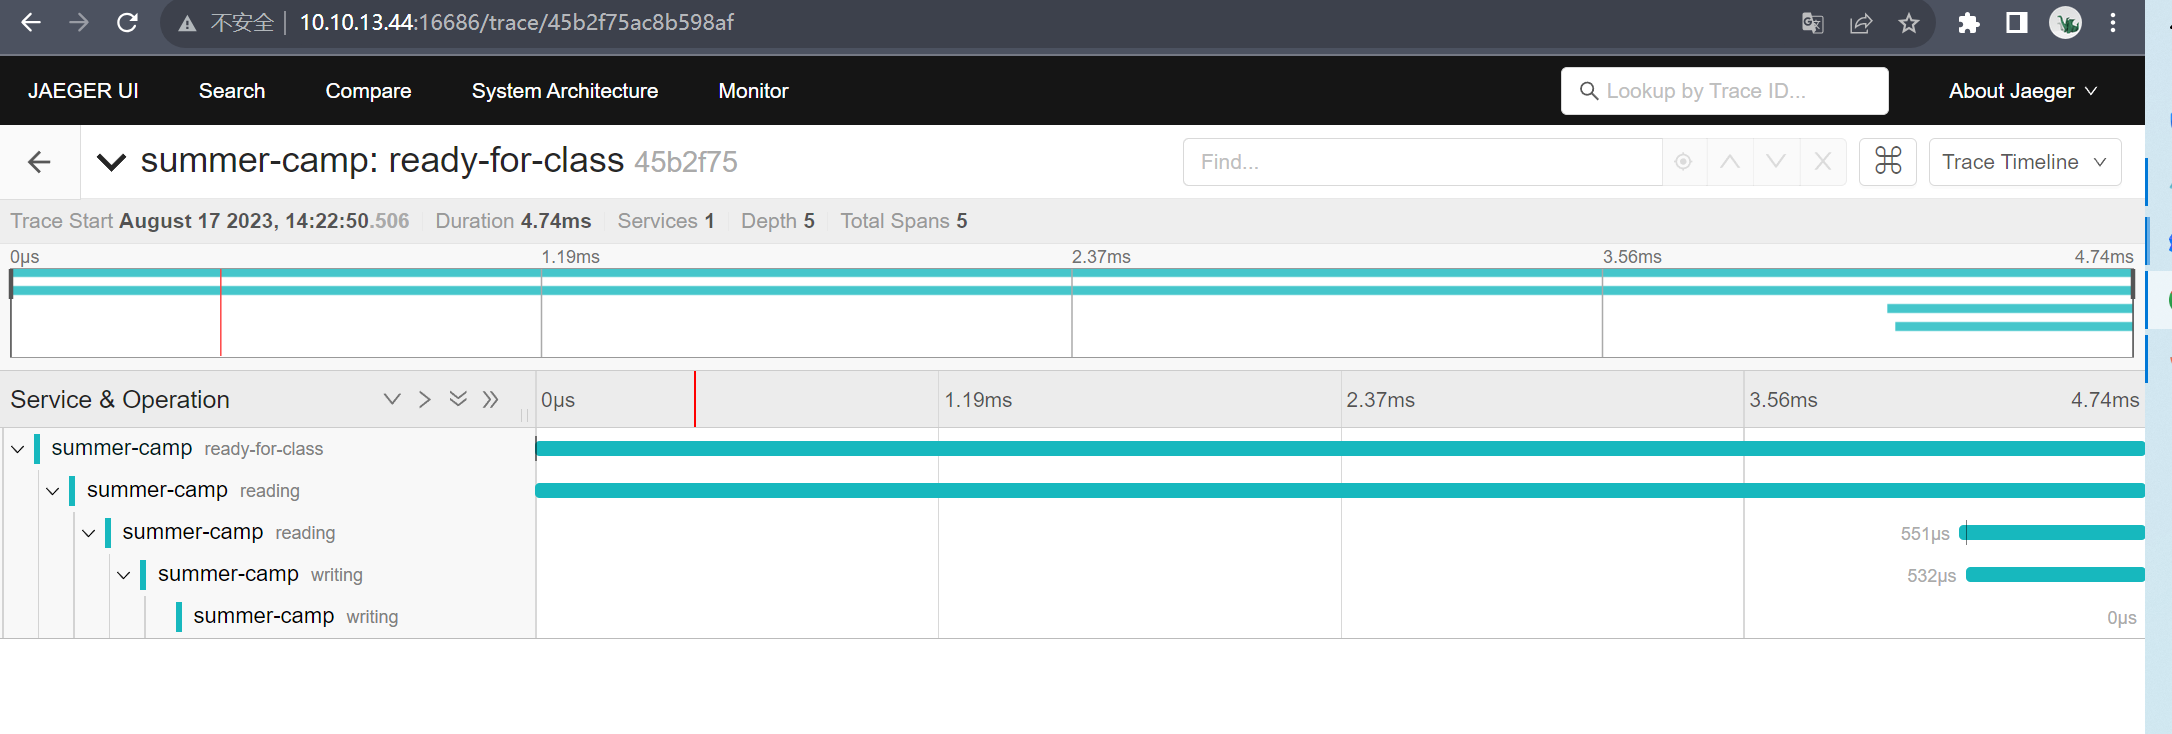 不安全 10.10.13.44:16686/trace/45b2f75ac8b598af
JAEGER UI Search Compare System Architecture Monitor Lookup by Trace ID... About Jaeger
summer-camp: ready-for-class 45b2f75 Find... Trace Timeline
Trace Start August 17 2023, 14:22:50.506 Duration 4.74ms Services 1 Depth 5 Total Spans 5
0μs 1.19ms 2.37ms 3.56ms 4.74ms
Service & Operation 0μs 1.19ms 2.37ms 3.56ms 4.74ms
summer-camp ready-for-class
summer-camp reading
summer-camp reading 551μs
summer-camp writing 532μs
summer-camp writing 0μs